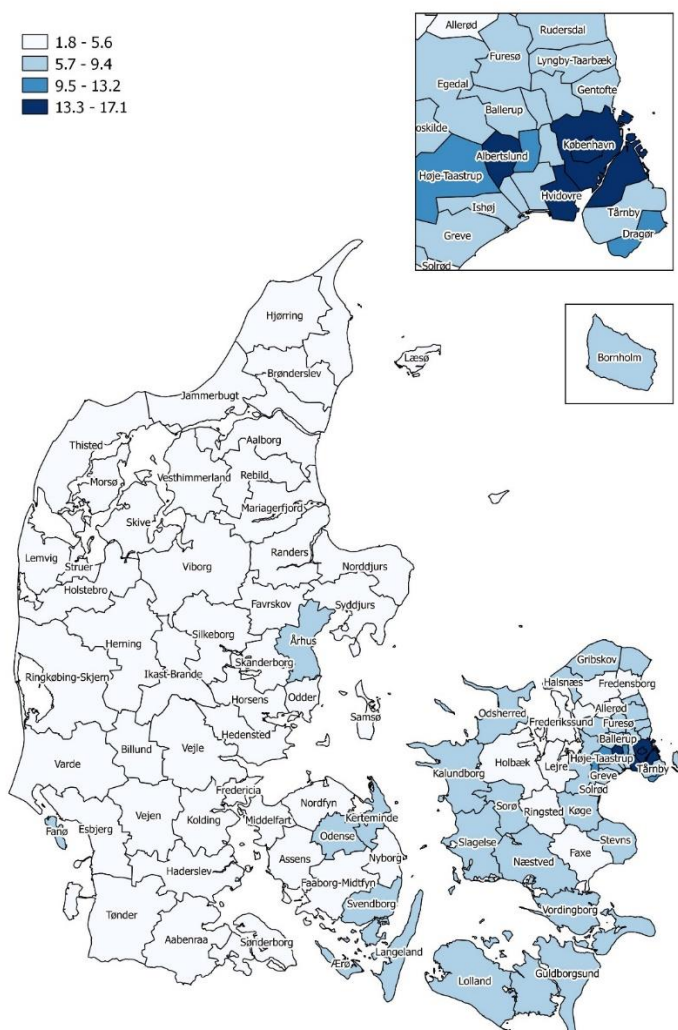 1.8 - 5.6
5.7 - 9.4
9.5 - 13.2
13.3 - 17.1
Allerød
Rudersdal
Furesø
Lyngby-Taarbæk
Egedal
Gentofte
Ballerup
oskilde
København
Albertslund
Høje-Taastrup
Hvidovre
Ishøj
Tårnby
Greve
Dragør
Solrød
Bornholm
Hjørring
Læsø
Brønderslev
Jammerbugt
Thisted
Aalborg
Vesthimmerland
Rebild
Morsø
Mariagerfjord
Skive
Lemvig
Struer
Viborg
Randers
Norddjurs
Holstebro
Favrskov
Syddjurs
Silkeborg
Århus
Herning
Skanderborg
Ringkøbing-Skjern
Ikast-Brande
Odder
Horsens
Samsø
Hedensted
Varde
Billund
Vejle
Gribskov
Halsnæs
Fredensborg
Odsherred
Allerød
Frederikssund
Furesø
Ballerup
Holbæk
Høje-Taastrup
Kalundborg
Lejre
Tårnby
Greve
Solrød
Fredericia
Nordfyn
Sorø
Ringsted
Køge
Kerteminde
Fanø
Esbjerg
Vejen
Kolding
Middelfart
Odense
Stevns
Slagelse
Næstved
Faxe
Assens
Nyborg
Haderslev
Faaborg-Midtfyn
Svendborg
Vordingborg
Tønder
Aabenraa
Sønderborg
Langeland
Ærø
Lolland
Guldborgsund